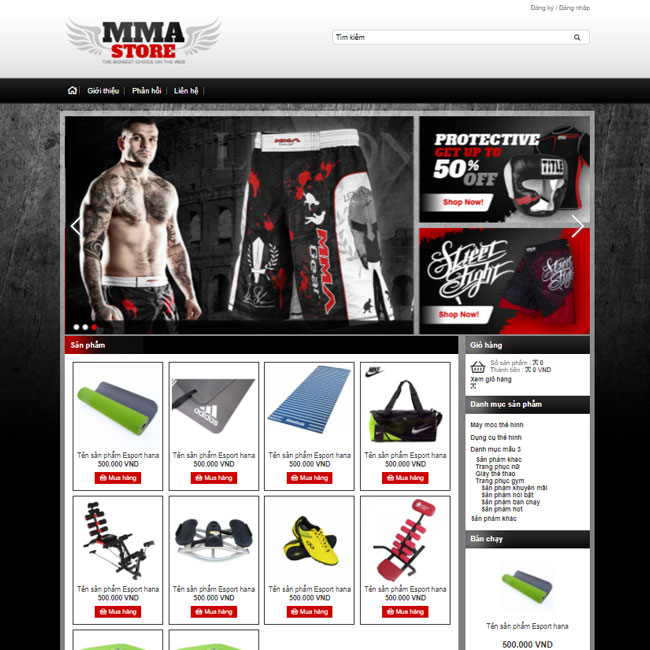 Đăng ký / Đăng nhập
MMA
STORE
THE BIGGEST CHOICE ON THE WEB
Tìm kiếm
Giới thiệu
Phản hồi
Liên hệ
PROTECTIVE
GET UP TO
50%
OFF
Shop Now!
TITLE
MMA
Gear
Street
Fight
Shop Now!
Sản phẩm
adidas
Reebok
Tên sản phẩm Esport hana
500.000 VND
Mua hàng
Tên sản phẩm Esport hana
500.000 VND
Mua hàng
Tên sản phẩm Esport hana
500.000 VND
Mua hàng
Tên sản phẩm Esport hana
500.000 VND
Mua hàng
Tên sản phẩm Esport hana
500.000 VND
Mua hàng
Tên sản phẩm Esport hana
500.000 VND
Mua hàng
Tên sản phẩm Esport hana
500.000 VND
Mua hàng
Tên sản phẩm Esport hana
500.000 VND
Mua hàng
Giỏ hàng
Số sản phẩm : 0
Thành tiền : 0 VND
Xem giỏ hàng
Danh mục sản phẩm
Máy móc thể hình
Dụng cụ thể hình
Danh mục mẫu 3
Sản phẩm khác
Trang phục nữ
Giày thể thao
Trang phục gym
Sản phẩm khuyến mãi
Sản phẩm nổi bật
Sản phẩm bán chạy
Sản phẩm hot
Sản phẩm khác
Bán chạy
Tên sản phẩm Esport hana
500.000 VND